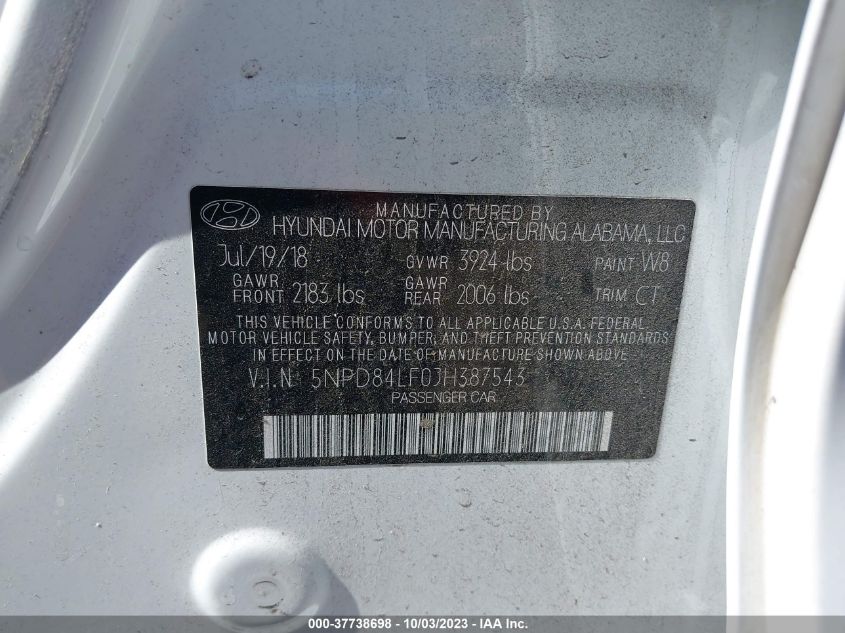 MANUFACTURED BY
HYUNDAI MOTOR MANUFACTURING ALABAMA, LLC
Jul/19/18 GVWR 3924 lbs PAINT W8
GAWR FRONT 2183 lbs GAWR REAR 2006 lbs TRIM CT
THIS VEHICLE CONFORMS TO ALL APPLICABLE U.S.A. FEDERAL
MOTOR VEHICLE SAFETY, BUMPER, AND THEFT PREVENTION STANDARDS
IN EFFECT ON THE DATE OF MANUFACTURE SHOWN ABOVE.
V.I.N 5NPD84LF0JH387543
PASSENGER CAR
000-37738698 - 10/03/2023 - IAA Inc.